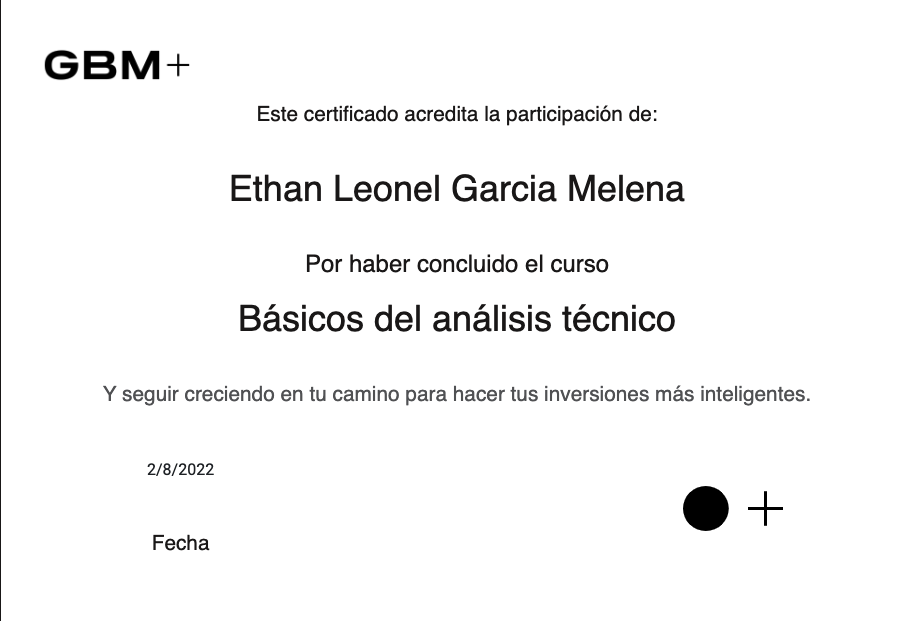 GBM+
Este certificado acredita la participación de:
Ethan Leonel Garcia Melena
Por haber concluido el curso
Básicos del análisis técnico
Y seguir creciendo en tu camino para hacer tus inversiones más inteligentes.
2/8/2022
Fecha